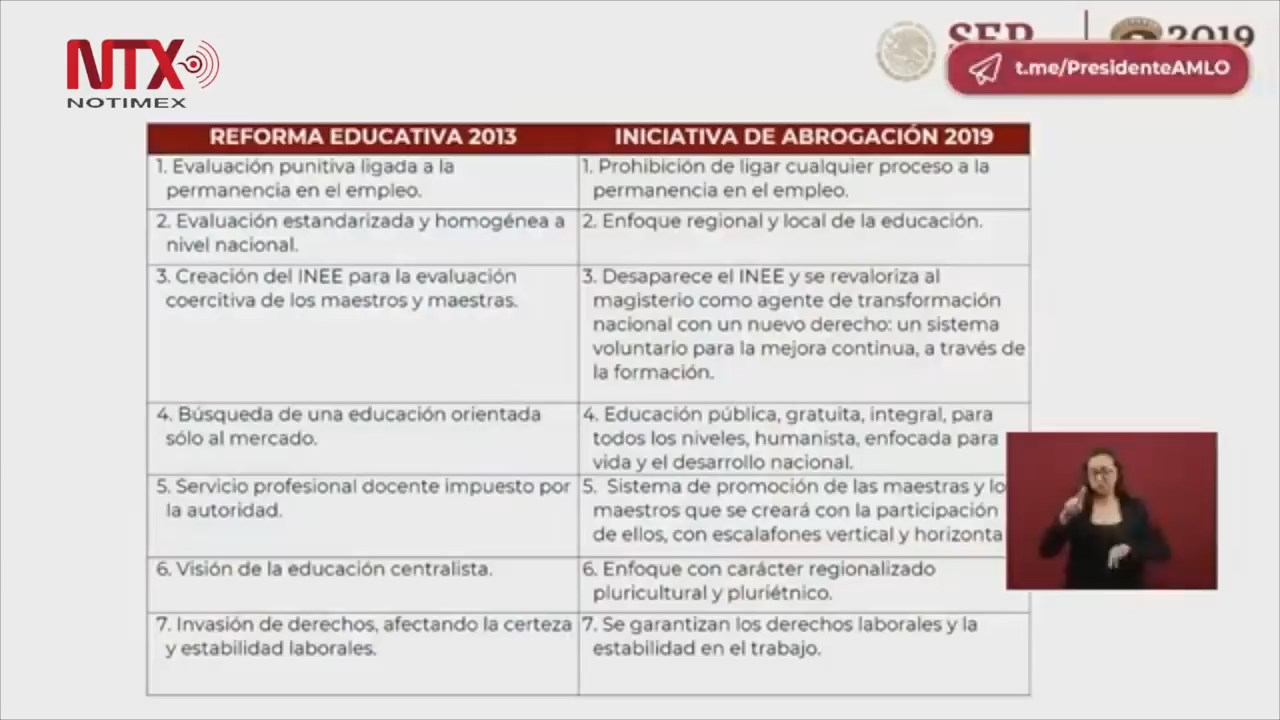 NTX
NOTIMEX
SEP
2019
t.me/PresidenteAMLO
REFORMA EDUCATIVA 2013
INICIATIVA DE ABROGACIÓN 2019
1. Evaluación punitiva ligada a la
permanencia en el empleo.
1. Prohibición de ligar cualquier proceso a la
permanencia en el empleo.
2. Evaluación estandarizada y homogénea a
nivel nacional.
2. Enfoque regional y local de la educación.
3. Creación del INEE para la evaluación
coercitiva de los maestros y maestras.
3. Desaparece el INEE y se revaloriza al
magisterio como agente de transformación
nacional con un nuevo derecho: un sistema
voluntario para la mejora continua, a través de
la formación.
4. Búsqueda de una educación orientada
sólo al mercado.
4. Educación pública, gratuita, integral, para
todos los niveles, humanista, enfocada para
vida y el desarrollo nacional.
5. Servicio profesional docente impuesto por
la autoridad.
5. Sistema de promoción de las maestras y lo
maestros que se creará con la participación
de ellos, con escalafones vertical y horizonta
6. Visión de la educación centralista.
6. Enfoque con carácter regionalizado
pluricultural y pluriétnico.
7. Invasión de derechos, afectando la certeza
y estabilidad laborales.
7. Se garantizan los derechos laborales y la
estabilidad en el trabajo.